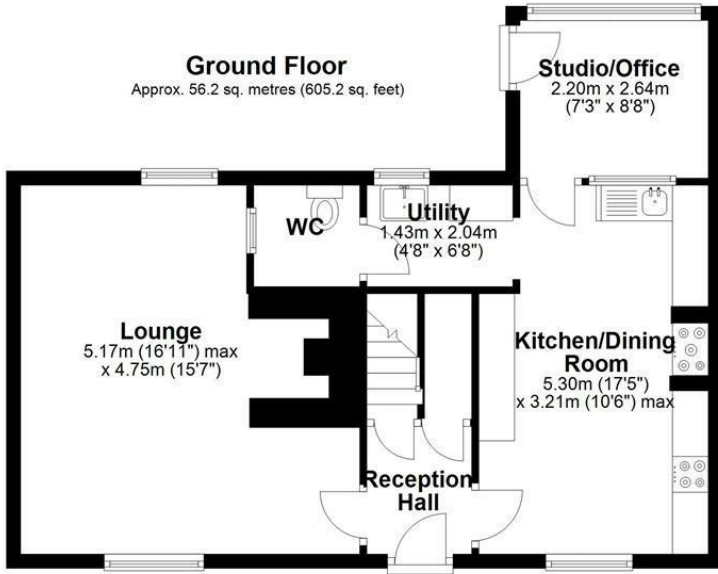 Ground Floor
Approx. 56.2 sq. metres (605.2 sq. feet)
Studio/Office
2.20m x 2.64m
(7'3" x 8'8")
WC
Utility
1.43m x 2.04m
(4'8" x 6'8")
Lounge
5.17m (16'11") max
x 4.75m (15'7")
Kitchen/Dining
Room
5.30m (17'5")
x 3.21m (10'6") max
Reception
Hall